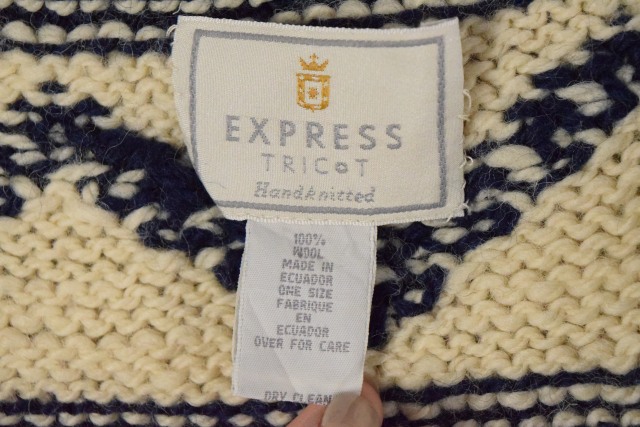 EXPRESS
TRICOT
Handknitted
100%
WOOL
MADE IN
ECUADOR
ONE SIZE
FABRIQUE
EN
ECUADOR
OVER FOR CARE
DRY CLEAN